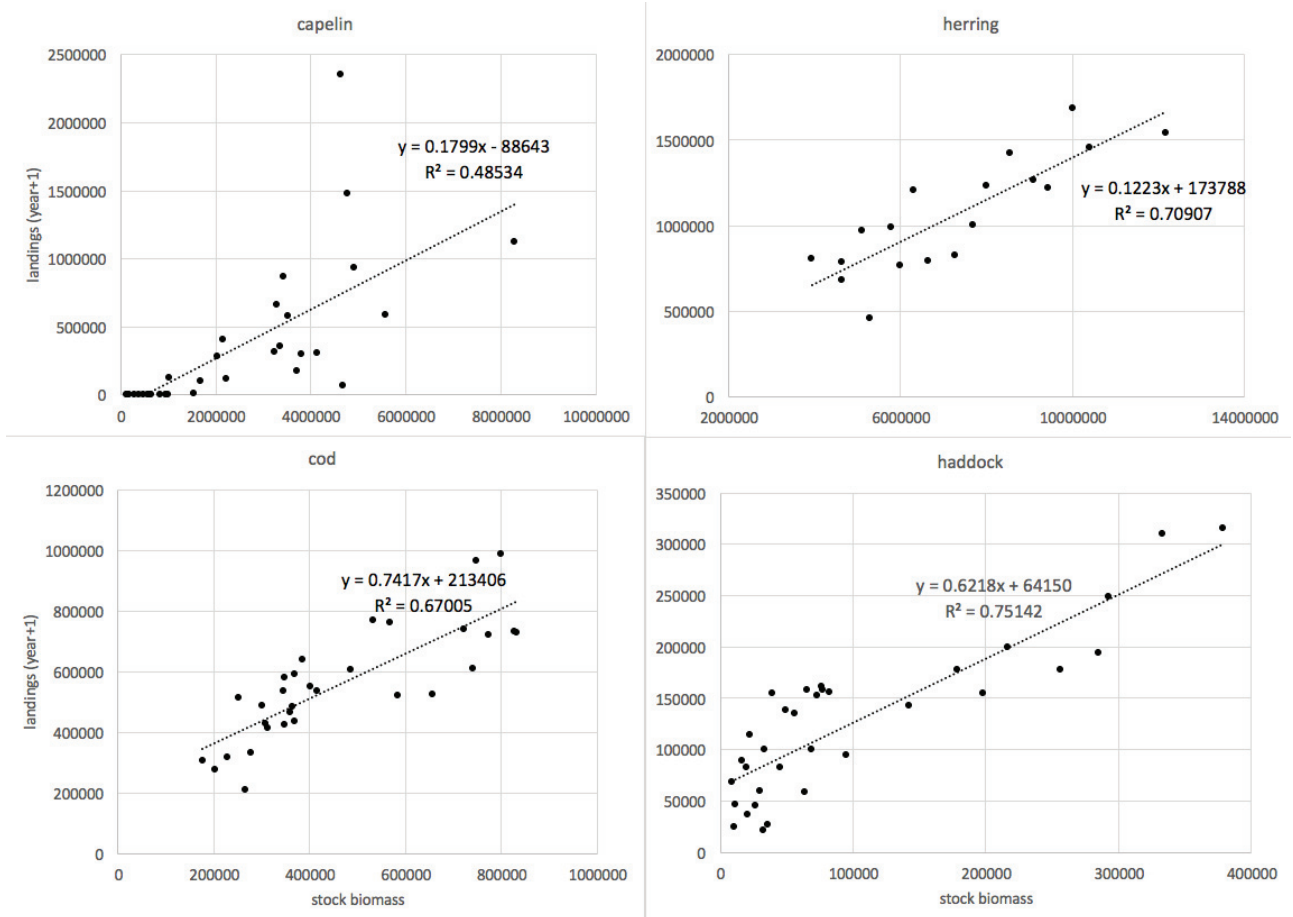 capelin
2500000
2000000
1500000
1000000
500000
0
landings (year+1)
y = 0.1799x - 88643
R² = 0.48534
0 2000000 4000000 6000000 8000000 10000000
herring
2000000
1500000
1000000
500000
0
y = 0.1223x + 173788
R² = 0.70907
2000000 6000000 10000000 14000000
cod
1200000
1000000
800000
600000
400000
200000
0
landings (year+1)
y = 0.7417x + 213406
R² = 0.67005
0 200000 400000 600000 800000 1000000
stock biomass
haddock
350000
300000
250000
200000
150000
100000
50000
0
y = 0.6218x + 64150
R² = 0.75142
0 100000 200000 300000 400000
stock biomass